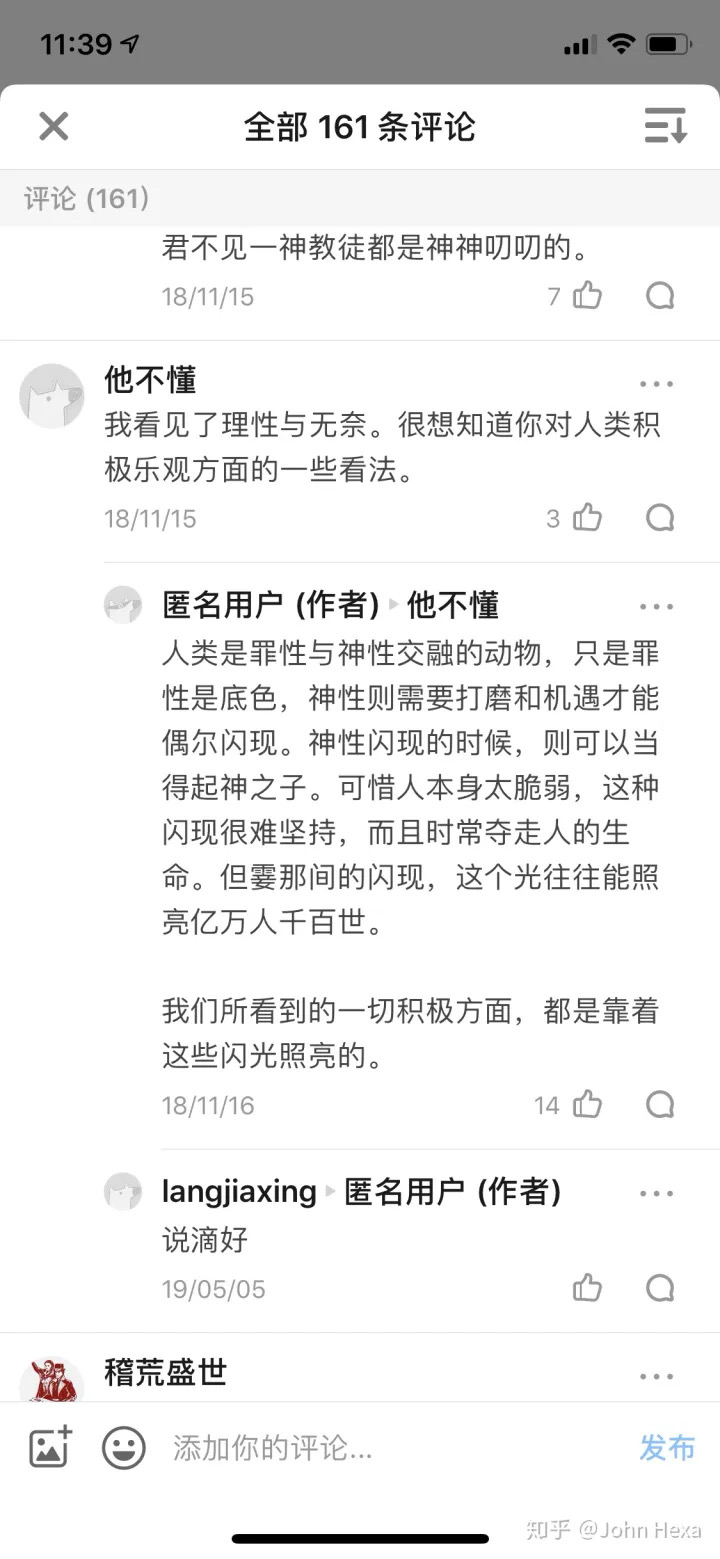 11:39
全部 161 条评论
评论 (161)
君不见一神教徒都是神神叨叨的。
18/11/15
7
他不懂
我看见了理性与无奈。很想知道你对人类积
极乐观方面的一些看法。
18/11/15
3
匿名用户 (作者) 他不懂
人类是罪性与神性交融的动物，只是罪
性是底色，神性则需要打磨和机遇才能
偶尔闪现。神性闪现的时候，则可以当
得起神之子。可惜人本身太脆弱，这种
闪现很难坚持，而且时常夺走人的生
命。但霎那间的闪现，这个光往往能照
亮亿万人千百世。
我们所看到的一切积极方面，都是靠着
这些闪光照亮的。
18/11/16
14
langjiaxing 匿名用户 (作者)
说滴好
19/05/05
稽荒盛世
添加你的评论...
发布
知乎 @John Hexa